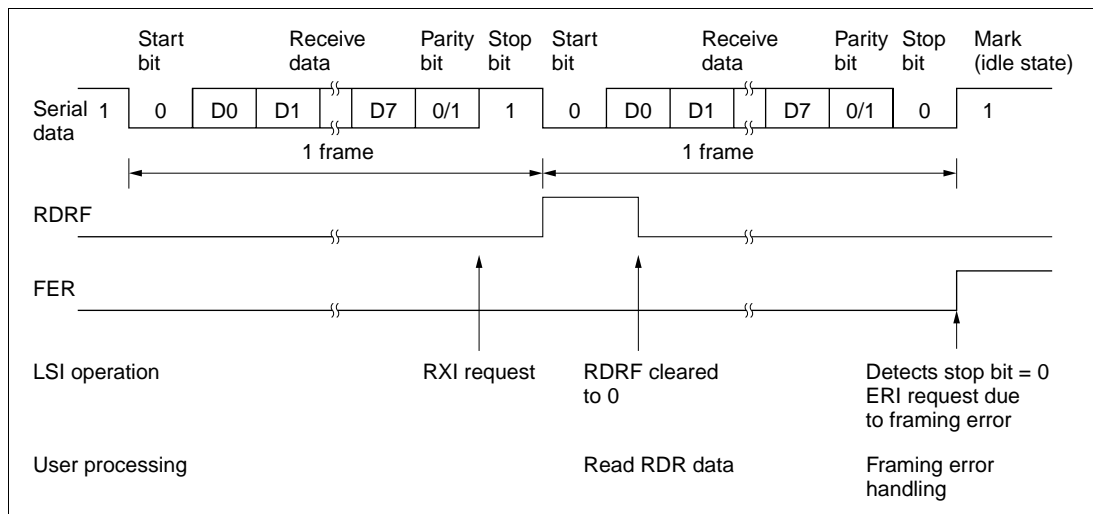 Start bit
Receive data
Parity bit
Stop bit
Start bit
Receive data
Parity bit
Stop bit
Mark (idle state)
Serial data
1 0 D0 D1 D7 0/1 1 0 D0 D1 D7 0/1 0 1
1 frame
1 frame
RDRF
FER
LSI operation
RXI request
RDRF cleared
to 0
Detects stop bit = 0
ERI request due
to framing error
User processing
Read RDR data
Framing error
handling